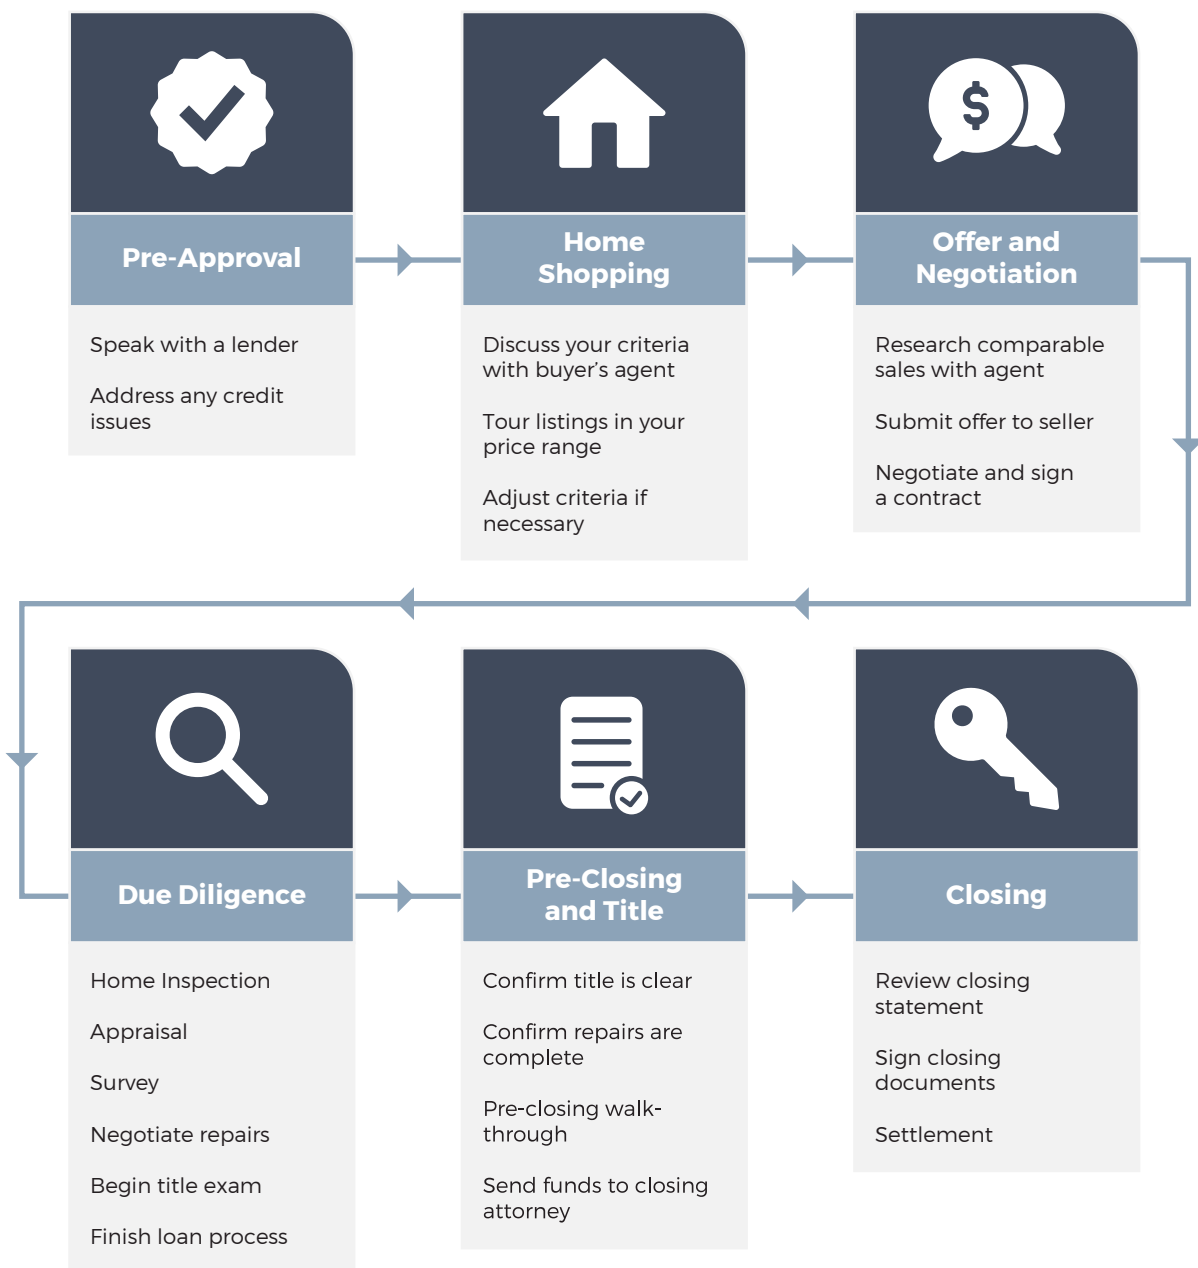 Pre-Approval
Speak with a lender
Address any credit
issues
Home
Shopping
Discuss your criteria
with buyer's agent
Tour listings in your
price range
Adjust criteria if
necessary
$
Offer and
Negotiation
Research comparable
sales with agent
Submit offer to seller
Negotiate and sign
a contract
Due Diligence
Home Inspection
Appraisal
Survey
Negotiate repairs
Begin title exam
Finish loan process
Pre-Closing
and Title
Confirm title is clear
Confirm repairs are
complete
Pre-closing walk-
through
Send funds to closing
attorney
Closing
Review closing
statement
Sign closing
documents
Settlement